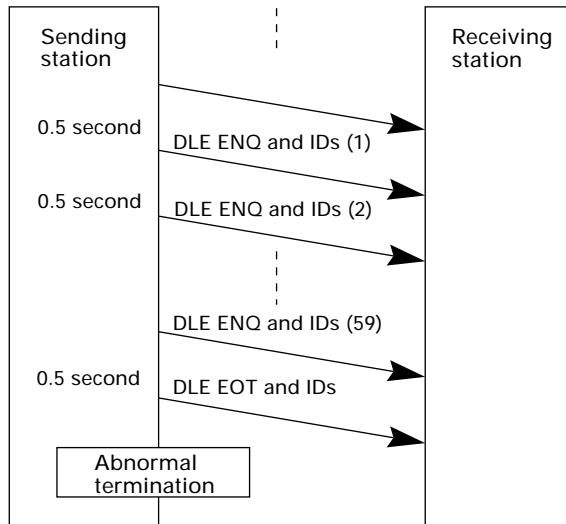 Sending
station
Receiving
station
0.5 second
DLE ENQ and IDs (1)
0.5 second
DLE ENQ and IDs (2)
DLE ENQ and IDs (59)
0.5 second
DLE EOT and IDs
Abnormal
termination